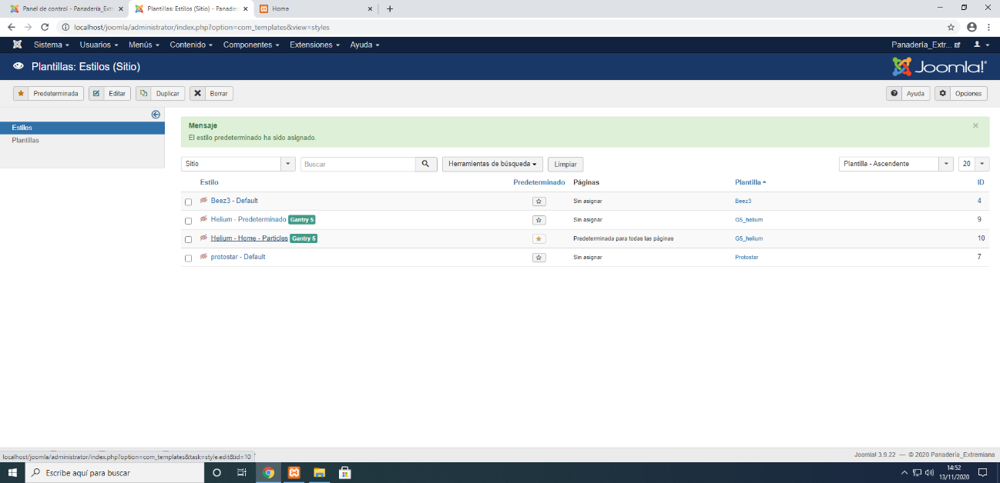 Panel de control - Panadería_Ext
Plantillas: Estilos (Sitio) - Panader
Home
localhost/joomla/administrator/index.php?option=com_templates&view=styles
Sistema Usuarios Menús Contenido Componentes Extensiones Ayuda Panadería_Extr...
Plantillas: Estilos (Sitio) Joomla!®
Predeterminada Editar Duplicar Borrar Ayuda Opciones
Estilos
Plantillas
Mensaje
El estilo predeterminado ha sido asignado.
Sitio Buscar Herramientas de búsqueda Limpiar Plantilla - Ascendente 20
Estilo Predeterminado Páginas Plantilla ID
Beez3 - Default Sin asignar Beez3 4
Helium - Predeterminado Gantry 5 Sin asignar G5_helium 9
Helium - Home - Particles Gantry 5 Predeterminada para todas las páginas G5_helium 10
protostar - Default Sin asignar Protostar 7
localhost/joomla/administrator/index.php?option=com_templates&task=style.edit&id=10
Joomla! 3.9.22 — © 2020 Panadería_Extremiana
Escribe aquí para buscar
14:52
13/11/2020